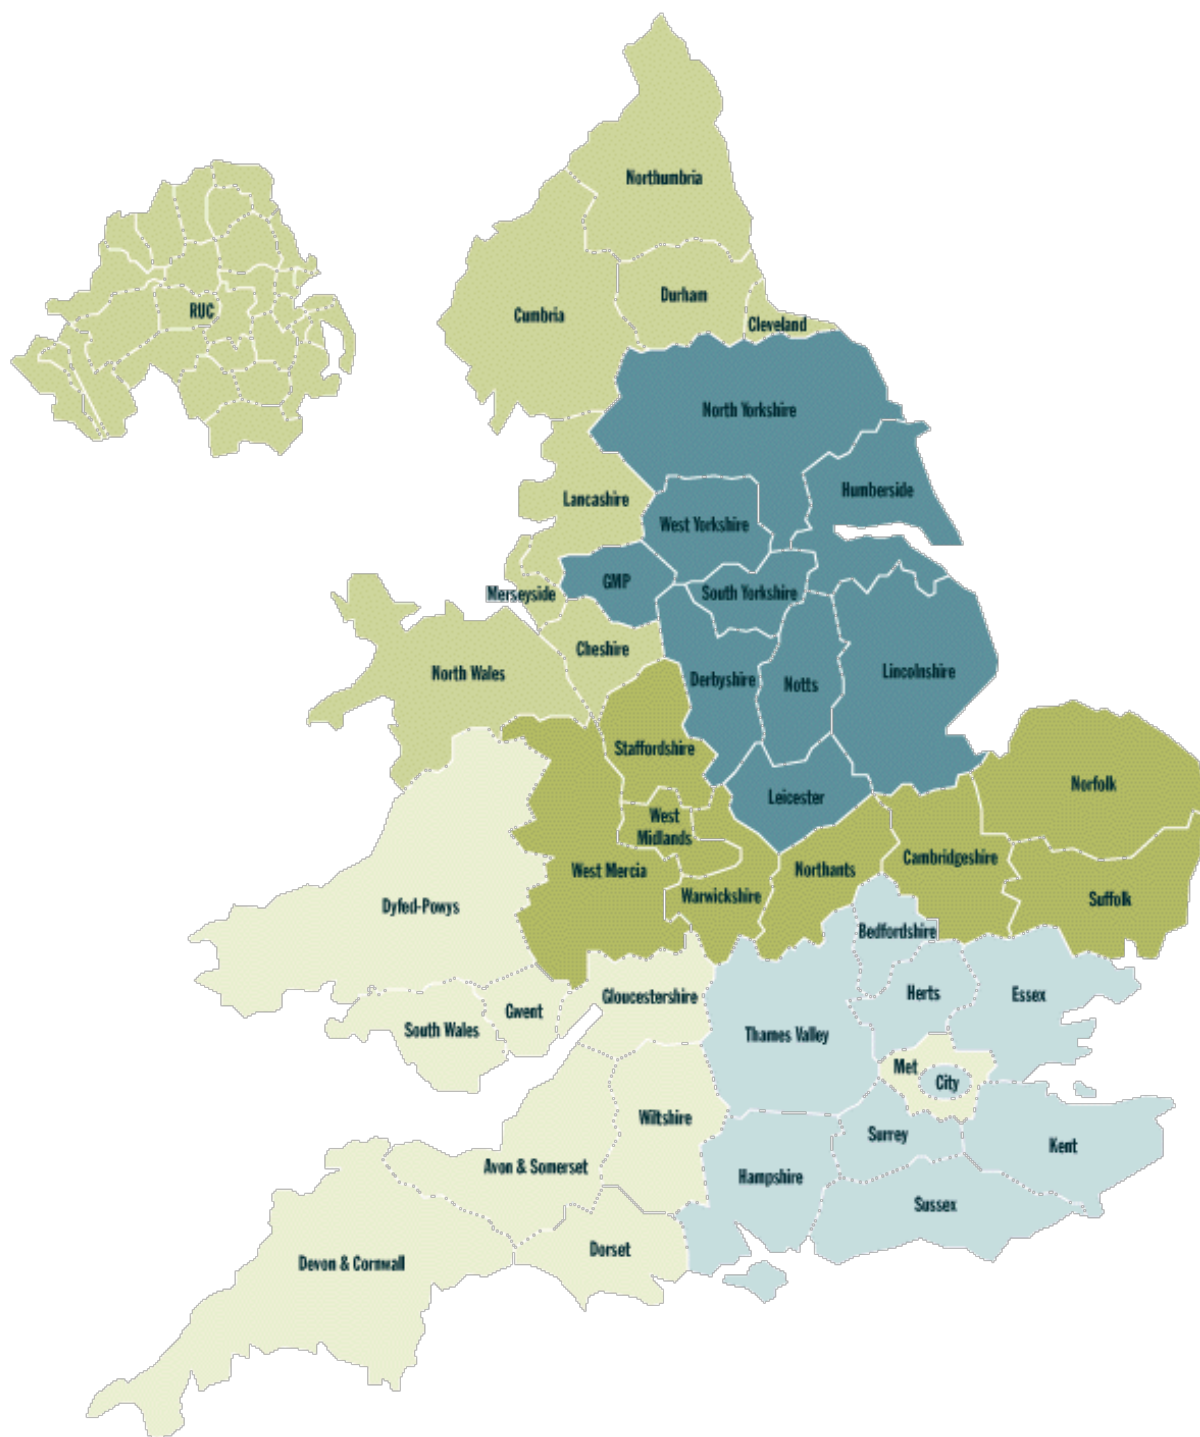 Northumbria
Durham
Cleveland
Cumbria
RUC
North Yorkshire
Humberside
Lancashire
West Yorkshire
GMP
South Yorkshire
Merseyside
Cheshire
North Wales
Derbyshire
Notts
Lincolnshire
Staffordshire
Leicester
Norfolk
West
Midlands
West Mercia
Warwickshire
Northants
Cambridgeshire
Suffolk
Dyfed-Powys
Bedfordshire
Gloucestershire
Herts
Essex
Gwent
South Wales
Thames Valley
Met
City
Wiltshire
Surrey
Kent
Avon & Somerset
Hampshire
Sussex
Dorset
Devon & Cornwall